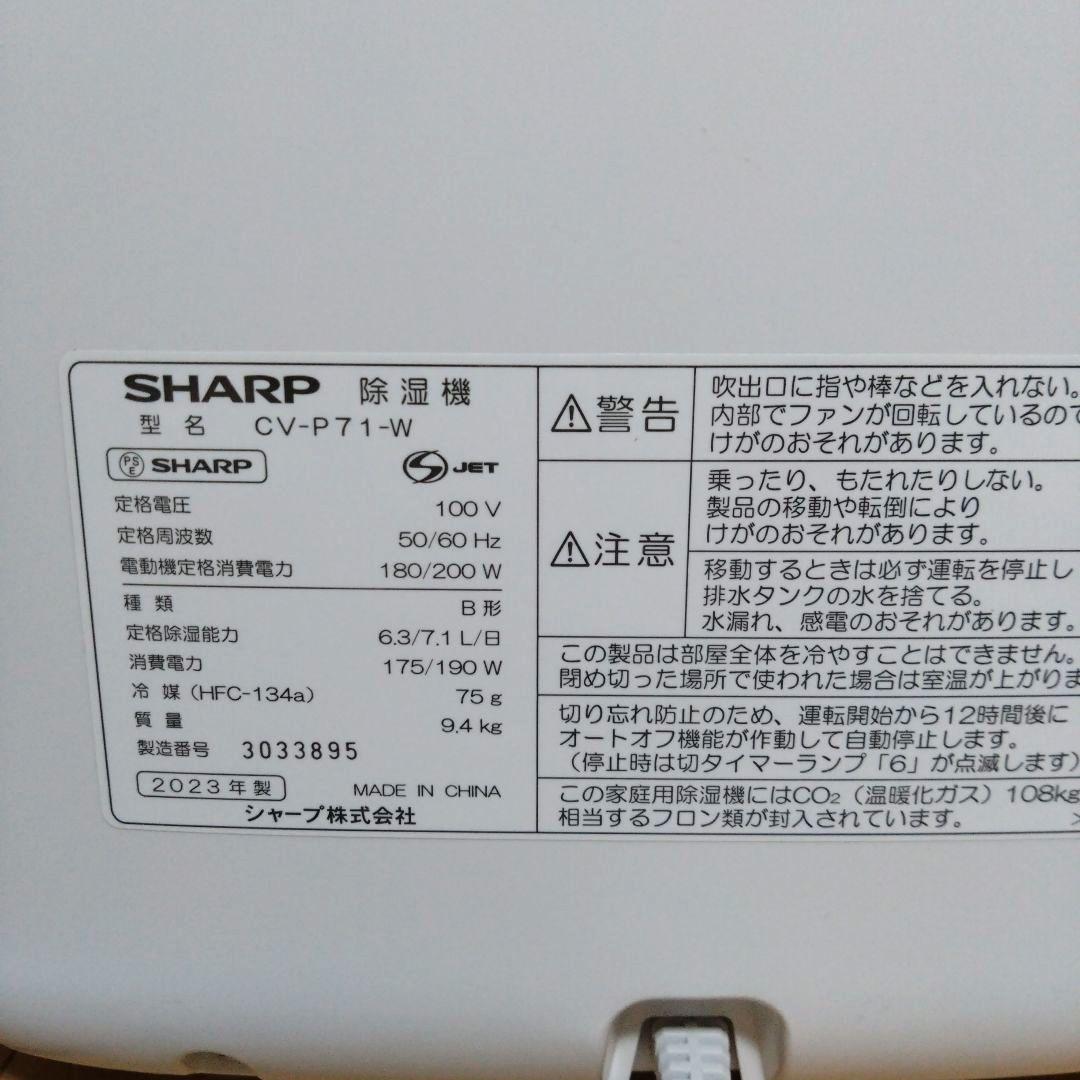 SHARP 除湿機
型名 CV-P71-W
PSE SHARP JET
定格電圧 100 V
定格周波数 50/60 Hz
電動機定格消費電力 180/200 W
種類 B形
定格除湿能力 6.3/7.1 L/日
消費電力 175/190 W
冷媒(HFC-134a) 75 g
質量 9.4 kg
製造番号 3033895
2023年製 MADE IN CHINA
シャープ株式会社
⚠警告
吹出口に指や棒などを入れない。
内部でファンが回転しているので
けがのおそれがあります。
⚠注意
乗ったり、もたれたりしない。
製品の移動や転倒により
けがのおそれがあります。
移動するときは必ず運転を停止し
排水タンクの水を捨てる。
水漏れ、感電のおそれがあります。
この製品は部屋全体を冷やすことはできません。
閉め切った場所で使われた場合は室温が上がりま
切り忘れ防止のため、運転開始から12時間後に
オートオフ機能が作動して自動停止します。
(停止時は切タイマーランプ「6」が点滅します)
この家庭用除湿機にはCO₂(温暖化ガス)108kg
相当するフロン類が封入されています。